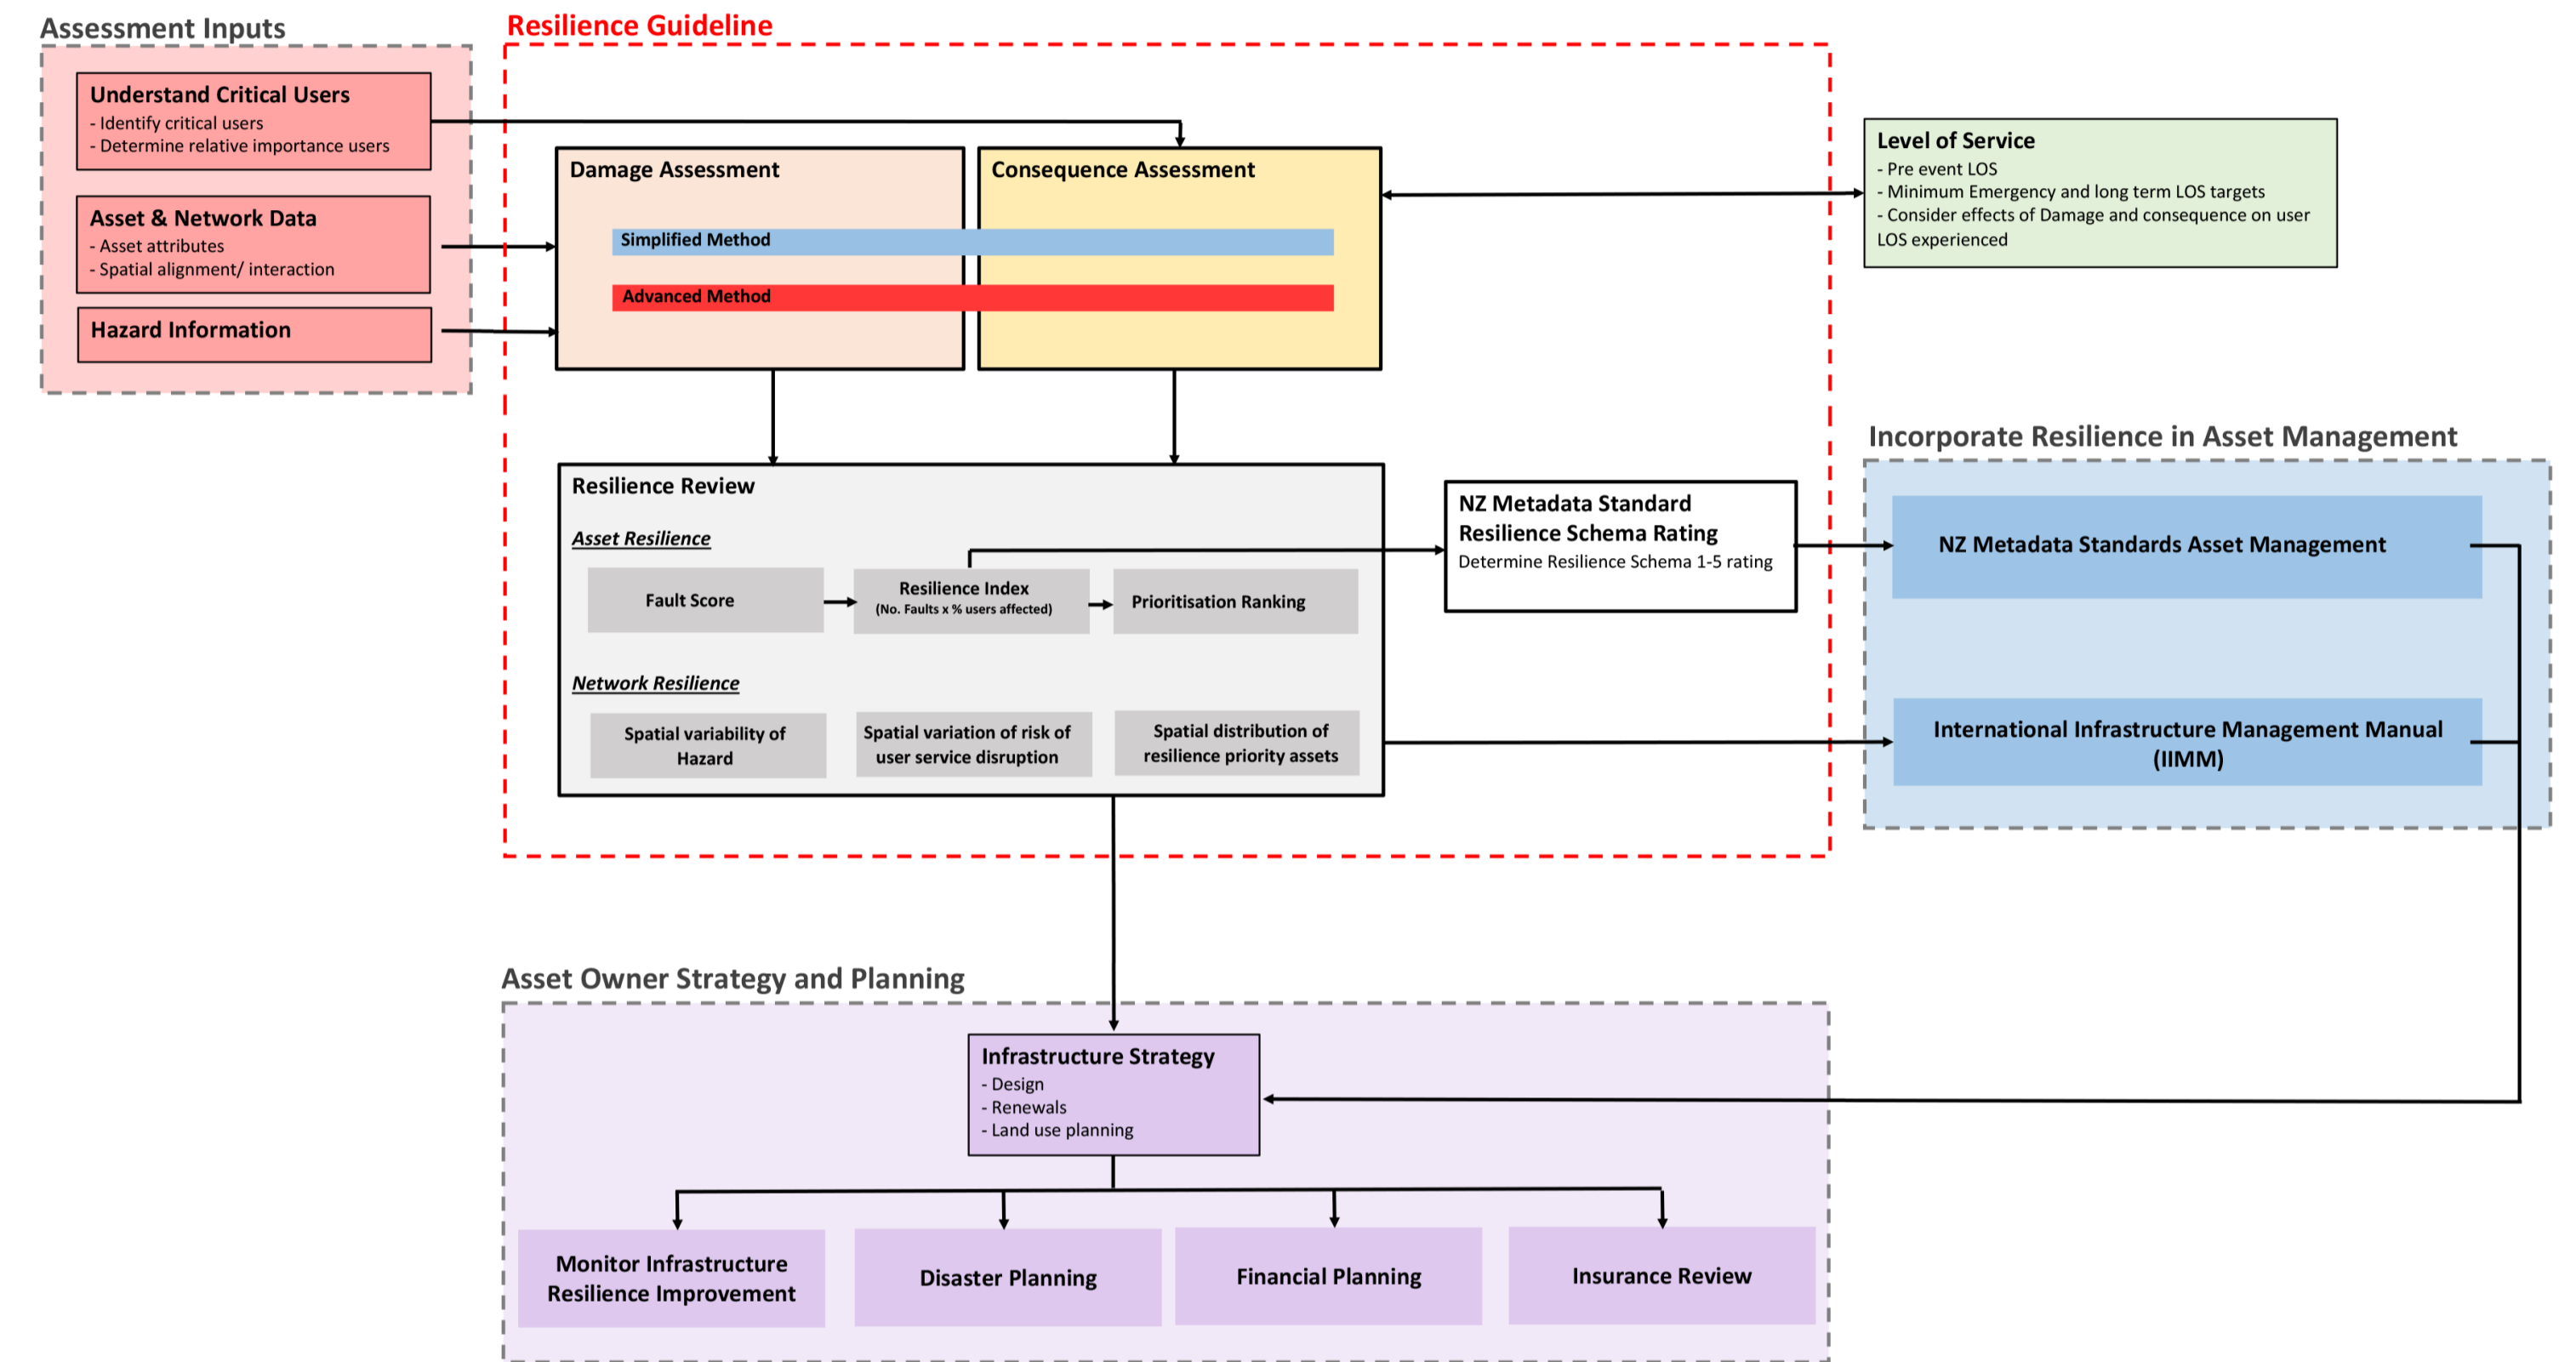 Assessment Inputs
Understand Critical Users
- Identify critical users
- Determine relative importance users
Asset & Network Data
- Asset attributes
- Spatial alignment/ interaction
Hazard Information
Resilience Guideline
Damage Assessment
Consequence Assessment
Simplified Method
Advanced Method
Level of Service
- Pre event LOS
- Minimum Emergency and long term LOS targets
- Consider effects of Damage and consequence on user
LOS experienced
Resilience Review
Asset Resilience
Fault Score
Resilience Index
(No. Faults x % users affected)
Prioritisation Ranking
Network Resilience
Spatial variability of
Hazard
Spatial variation of risk of
user service disruption
Spatial distribution of
resilience priority assets
NZ Metadata Standard
Resilience Schema Rating
Determine Resilience Schema 1-5 rating
Incorporate Resilience in Asset Management
NZ Metadata Standards Asset Management
International Infrastructure Management Manual
(IIMM)
Asset Owner Strategy and Planning
Infrastructure Strategy
- Design
- Renewals
- Land use planning
Monitor Infrastructure
Resilience Improvement
Disaster Planning
Financial Planning
Insurance Review